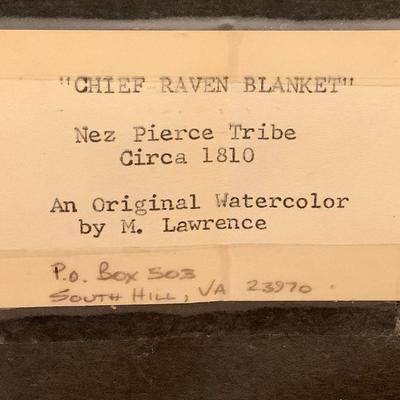 "CHIEF RAVEN BLANKET"
Nez Pierce Tribe
Circa 1810
An Original Watercolor
by M. Lawrence
P.O. Box 503
SOUTH HILL, VA 23970